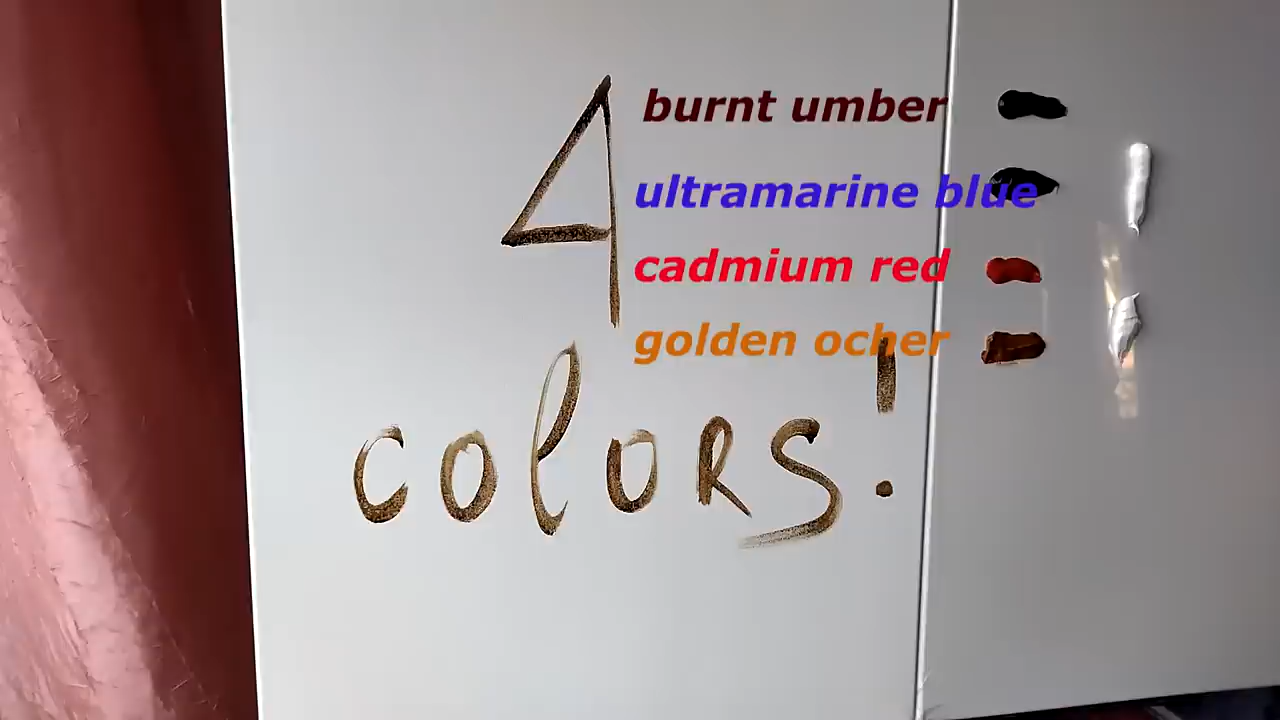 4
burnt umber
ultramarine blue
cadmium red
golden ocher
colors!